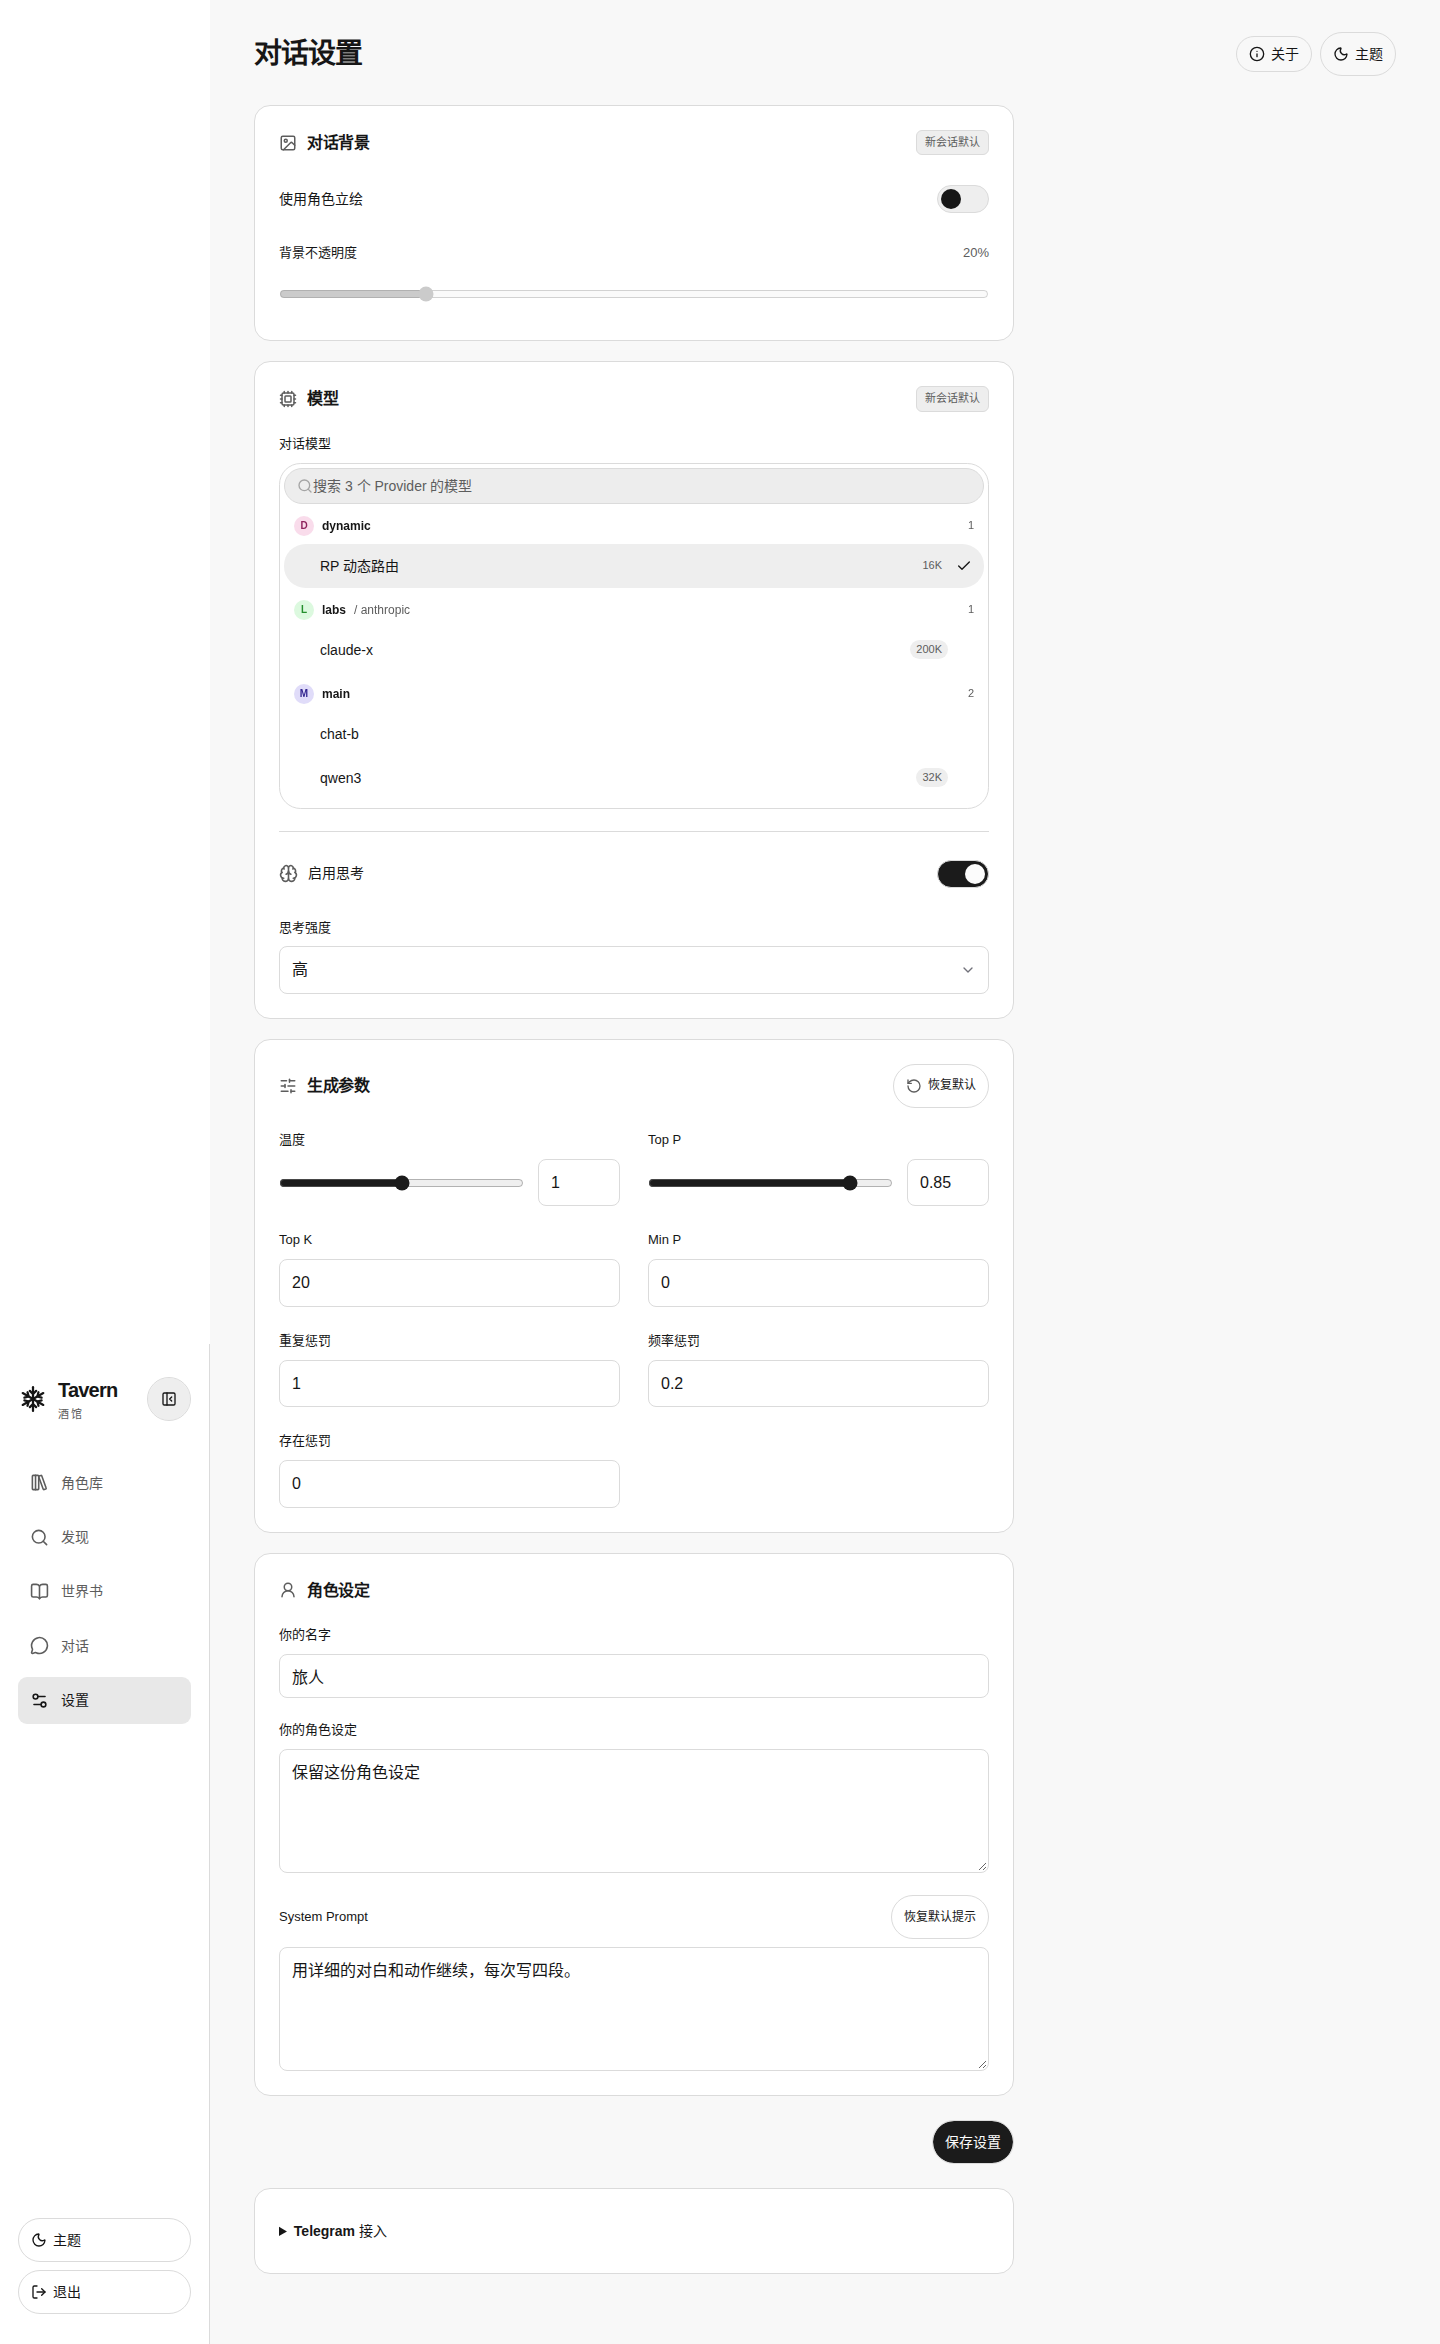 对话设置
关于
主题
对话背景
新会话默认
使用角色立绘
背景不透明度
20%
模型
新会话默认
对话模型
搜索 3 个 Provider 的模型
D dynamic
1
RP 动态路由
16K
L labs / anthropic
1
claude-x
200K
M main
2
chat-b
qwen3
32K
启用思考
思考强度
高
生成参数
恢复默认
温度
1
Top P
0.85
Top K
20
Min P
0
重复惩罚
1
频率惩罚
0.2
存在惩罚
0
角色设定
你的名字
旅人
你的角色设定
保留这份角色设定
System Prompt
恢复默认提示
用详细的对白和动作继续，每次写四段。
保存设置
Telegram 接入
Tavern
酒馆
角色库
发现
世界书
对话
设置
主题
退出